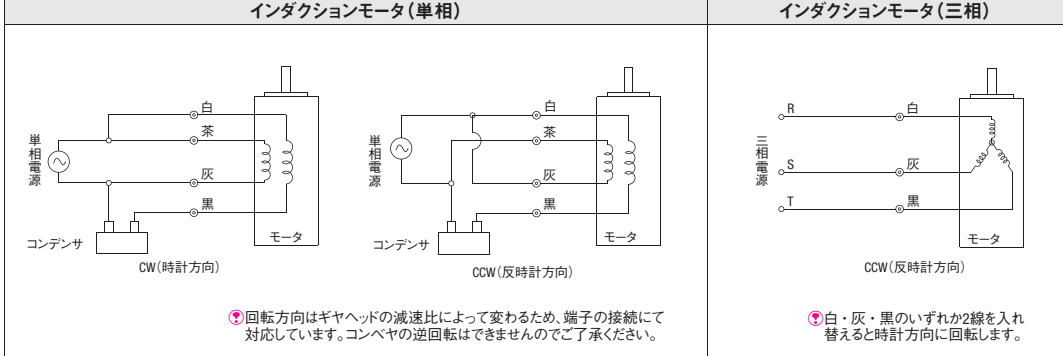 インダクションモータ（単相）
インダクションモータ（三相）
単相電源
白
茶
灰
黒
コンデンサ
モータ
CW（時計方向）
単相電源
白
茶
灰
黒
コンデンサ
モータ
CCW（反時計方向）
回転方向はギヤヘッドの減速比によって変わるため、端子の接続にて
対応しています。コンベヤの逆回転はできませんのでご了承ください。
三相電源
R
白
S
灰
T
黒
モータ
CCW（反時計方向）
白・灰・黒のいずれか2線を入れ
替えると時計方向に回転します。